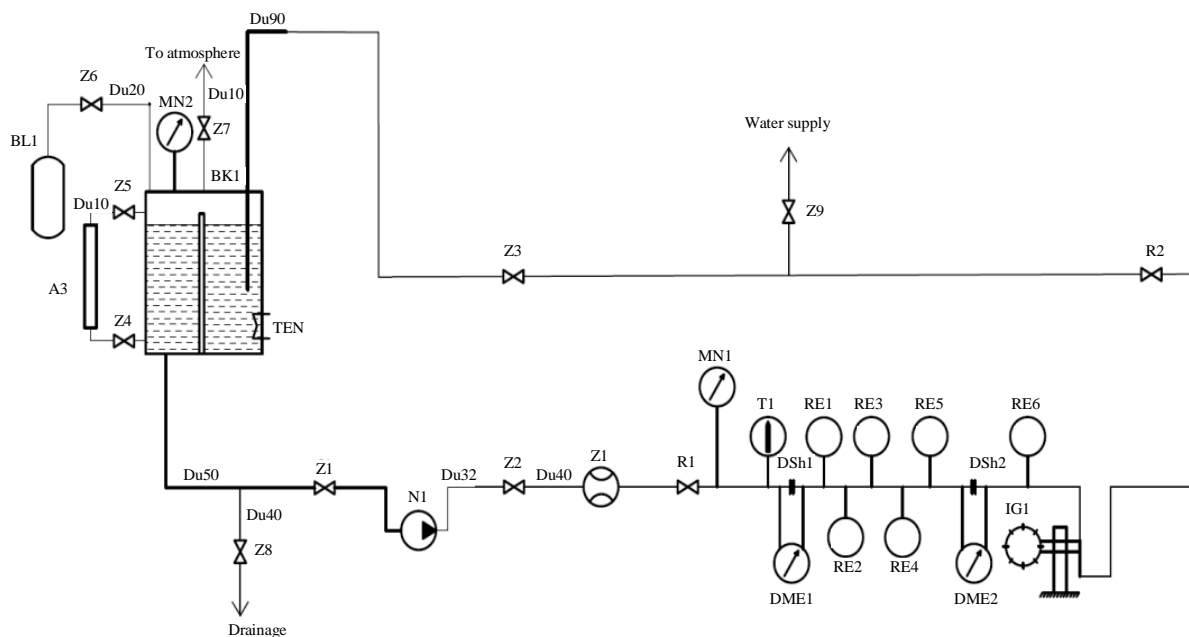 Du90
To atmosphere
Z6
Du20
MN2
Du10
Z7
Water supply
BL1
BK1
Z5
Du10
Z9
Z3
R2
A3
TEN
Z4
MN1
T1
RE1
RE3
RE5
RE6
Du50
Z1
Du32
Z2
Du40
Z1
R1
DSh1
DSh2
N1
Du40
IG1
Z8
RE2
RE4
DME1
DME2
Drainage